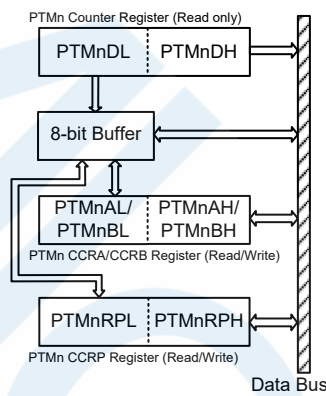 PTMn Counter Register (Read only)
PTMnDL PTMnDH
8-bit Buffer
PTMnAL/ PTMnAH/
PTMnBL PTMnBH
PTMn CCRA/CCRB Register (Read/Write)
PTMnRPL PTMnRPH
PTMn CCRP Register (Read/Write)
Data Bus